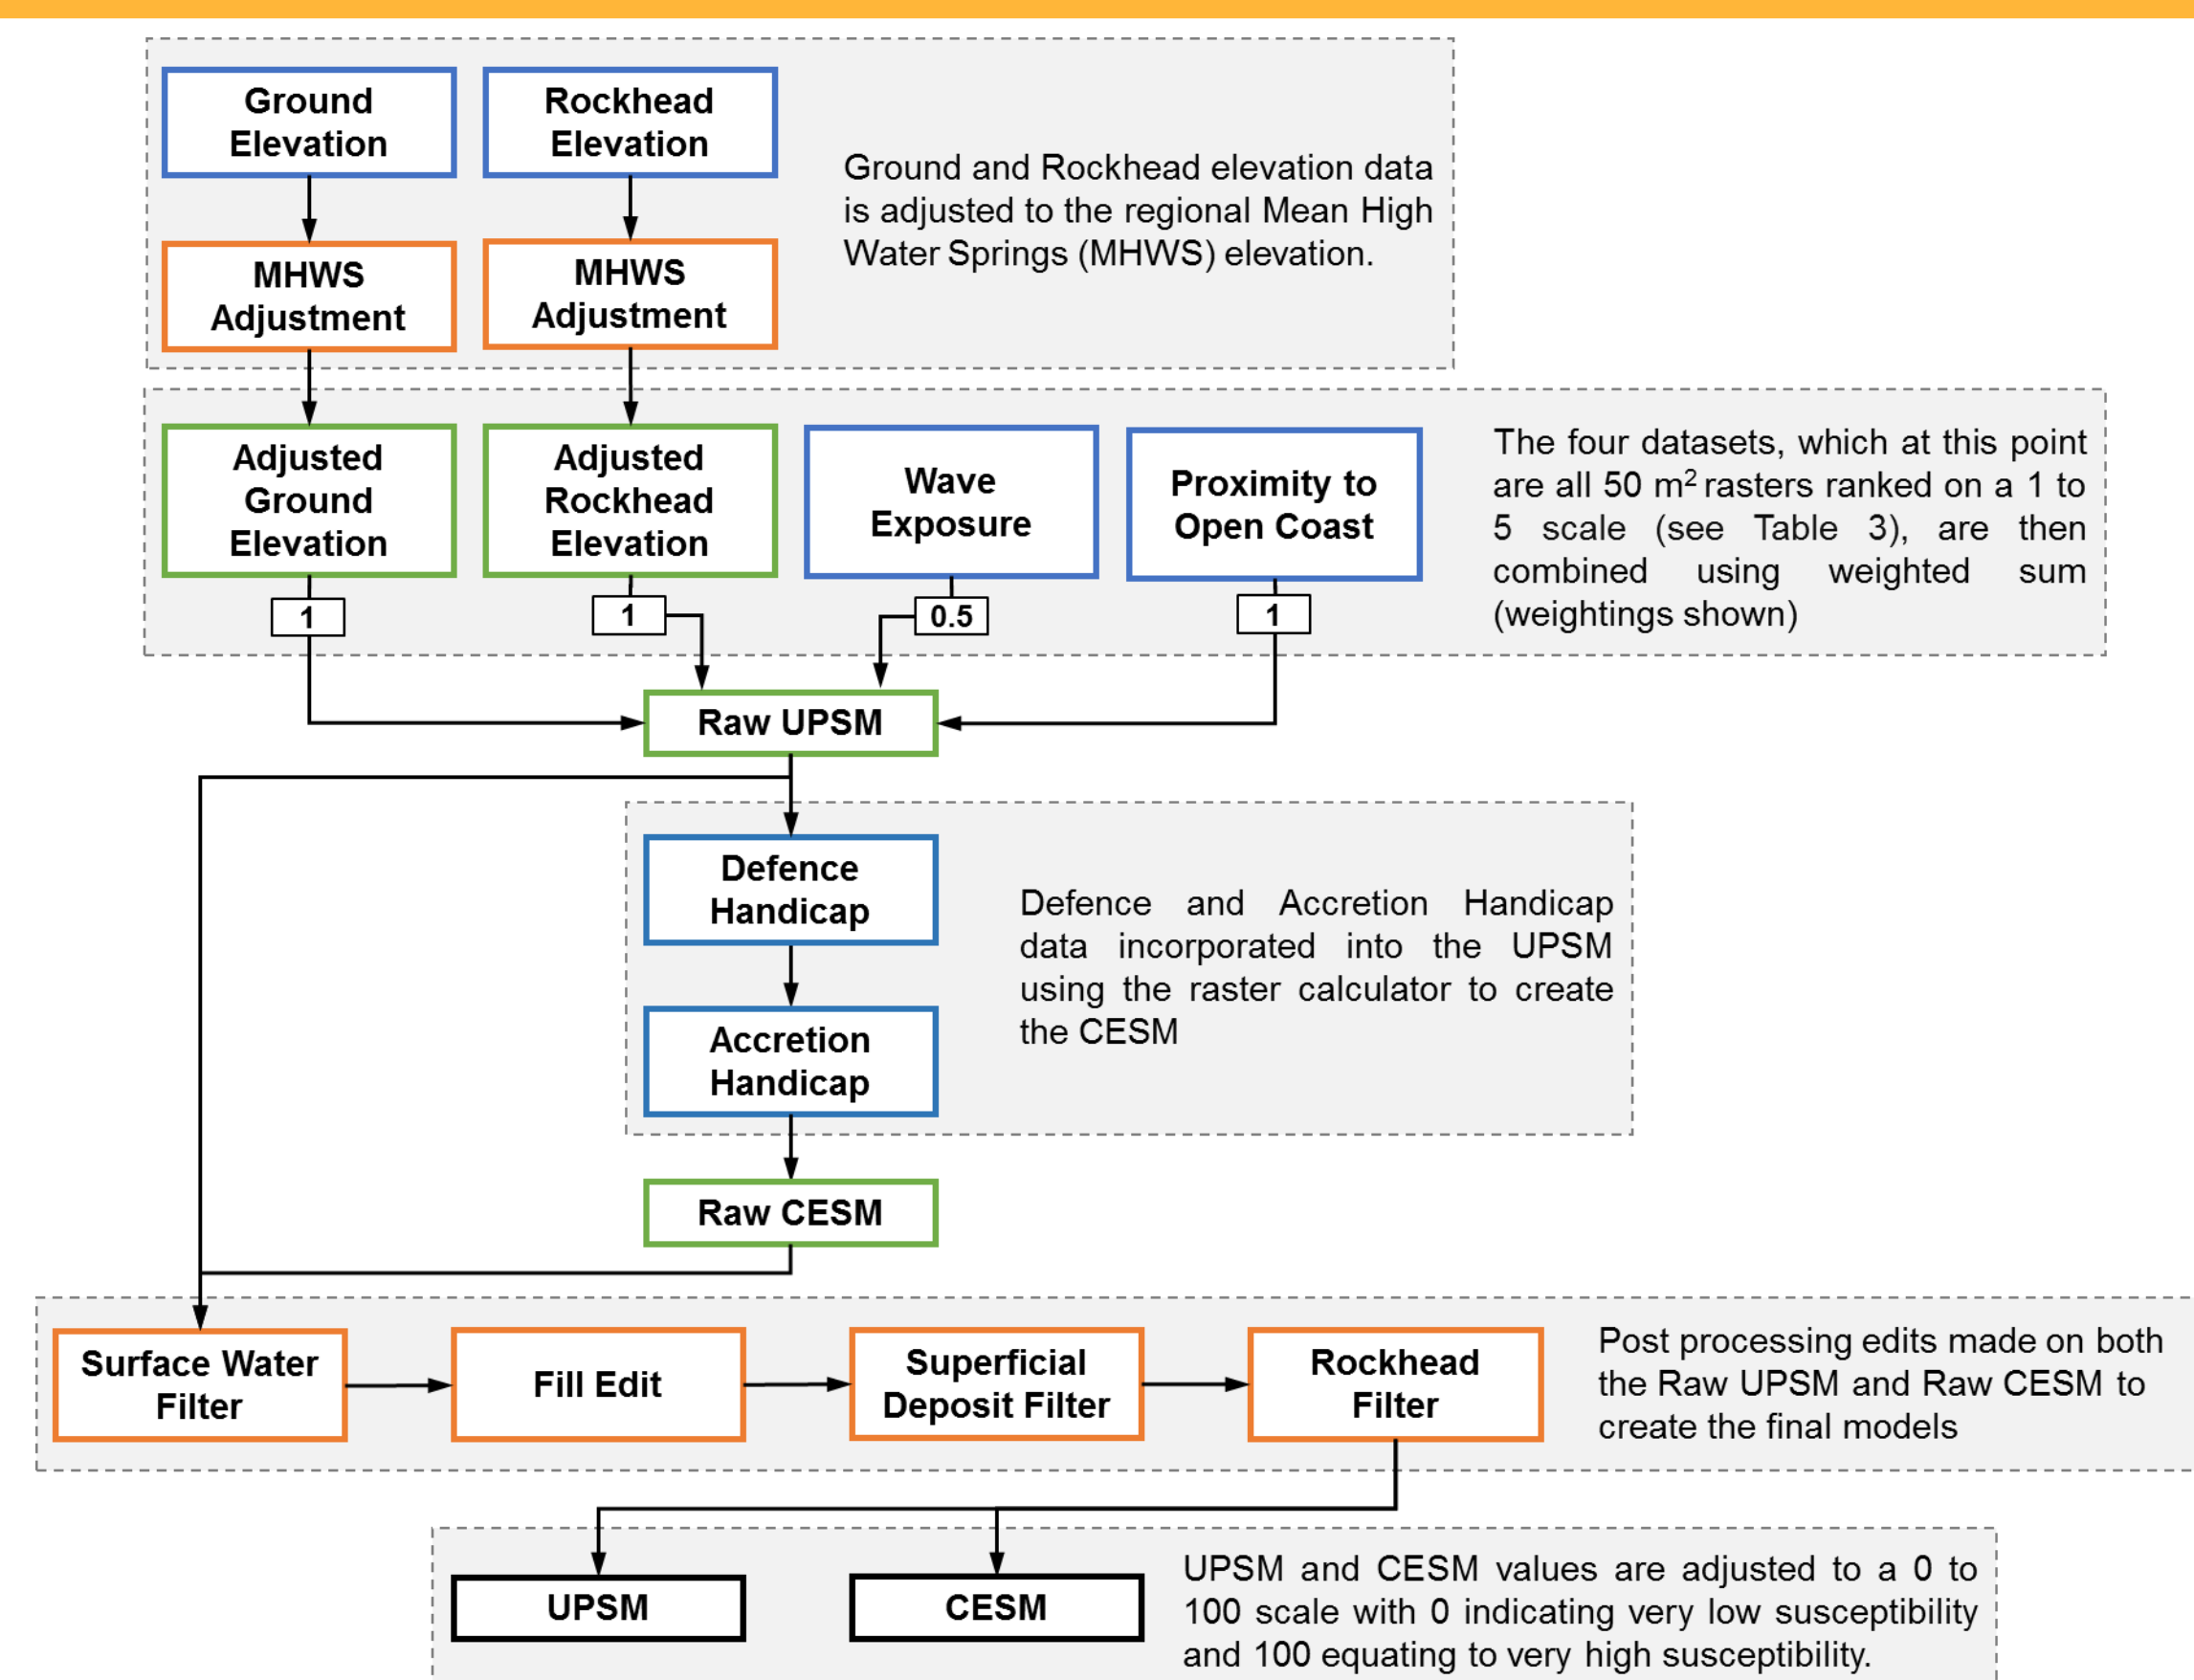 Ground
Elevation
Rockhead
Elevation
Ground and Rockhead elevation data
is adjusted to the regional Mean High
Water Springs (MHWS) elevation.
MHWS
Adjustment
MHWS
Adjustment
Adjusted
Ground
Elevation
Adjusted
Rockhead
Elevation
Wave
Exposure
Proximity to
Open Coast
The four datasets, which at this point
are all 50 m² rasters ranked on a 1 to
5 scale (see Table 3), are then
combined using weighted sum
(weightings shown)
1
1
0.5
1
Raw UPSM
Defence
Handicap
Accretion
Handicap
Defence and Accretion Handicap
data incorporated into the UPSM
using the raster calculator to create
the CESM
Raw CESM
Surface Water
Filter
Fill Edit
Superficial
Deposit Filter
Rockhead
Filter
Post processing edits made on both
the Raw UPSM and Raw CESM to
create the final models
UPSM
CESM
UPSM and CESM values are adjusted to a 0 to
100 scale with 0 indicating very low susceptibility
and 100 equating to very high susceptibility.